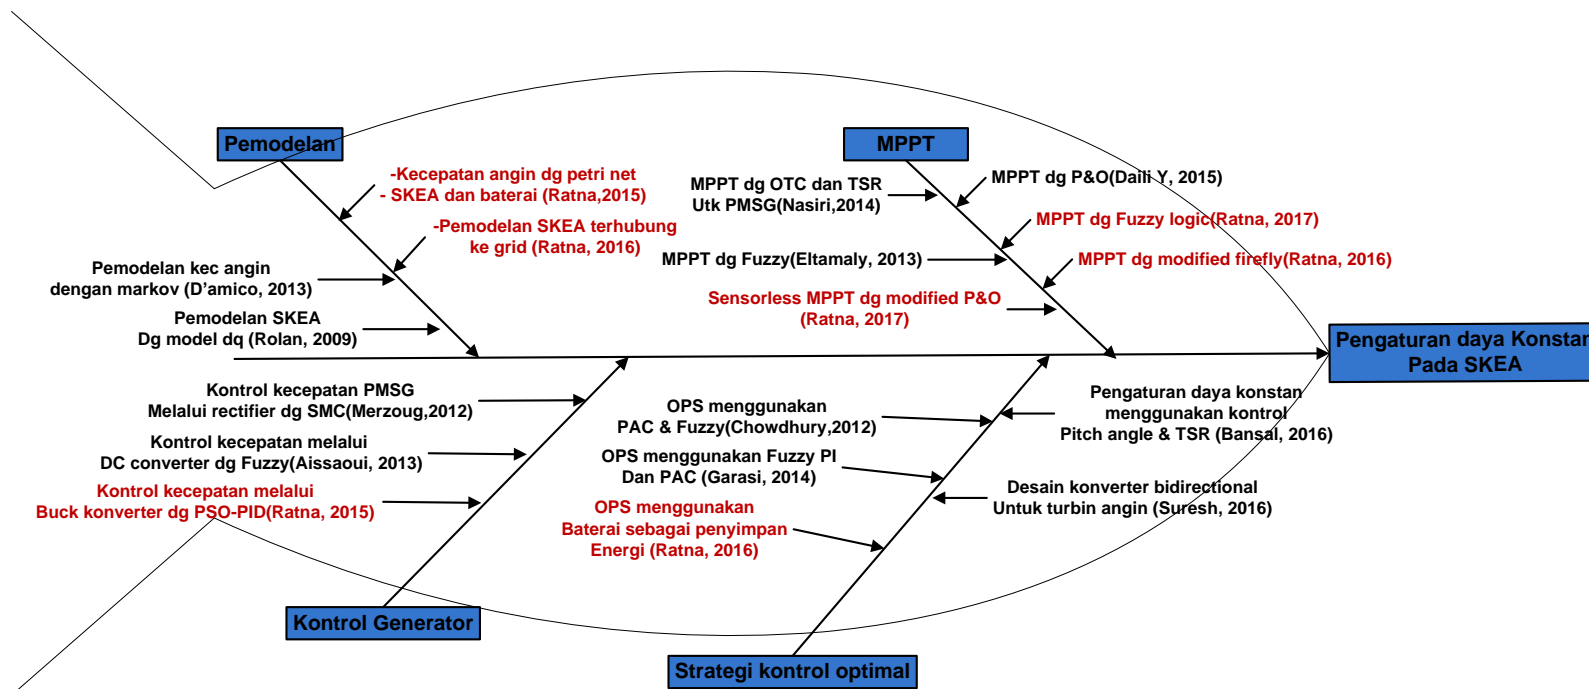 Pemodelan
-Kecepatan angin dg petri net
- SKEA dan baterai (Ratna,2015)
-Pemodelan SKEA terhubung
ke grid (Ratna, 2016)
Pemodelan kec angin
dengan markov (D'amico, 2013)
Pemodelan SKEA
Dg model dq (Rolan, 2009)
MPPT
MPPT dg OTC dan TSR
Utk PMSG(Nasiri,2014)
MPPT dg P&O(Daili Y, 2015)
MPPT dg Fuzzy logic(Ratna, 2017)
MPPT dg Fuzzy(Eltamaly, 2013)
MPPT dg modified firefly(Ratna, 2016)
Sensorless MPPT dg modified P&O
(Ratna, 2017)
Pengaturan daya Konstan
Pada SKEA
Kontrol kecepatan PMSG
Melalui rectifier dg SMC(Merzoug,2012)
Kontrol kecepatan melalui
DC converter dg Fuzzy(Aissaoui, 2013)
Kontrol kecepatan melalui
Buck konverter dg PSO-PID(Ratna, 2015)
Kontrol Generator
OPS menggunakan
PAC & Fuzzy(Chowdhury,2012)
OPS menggunakan Fuzzy PI
Dan PAC (Garasi, 2014)
OPS menggunakan
Baterai sebagai penyimpan
Energi (Ratna, 2016)
Pengaturan daya konstan
menggunakan kontrol
Pitch angle & TSR (Bansal, 2016)
Desain konverter bidirectional
Untuk turbin angin (Suresh, 2016)
Strategi kontrol optimal